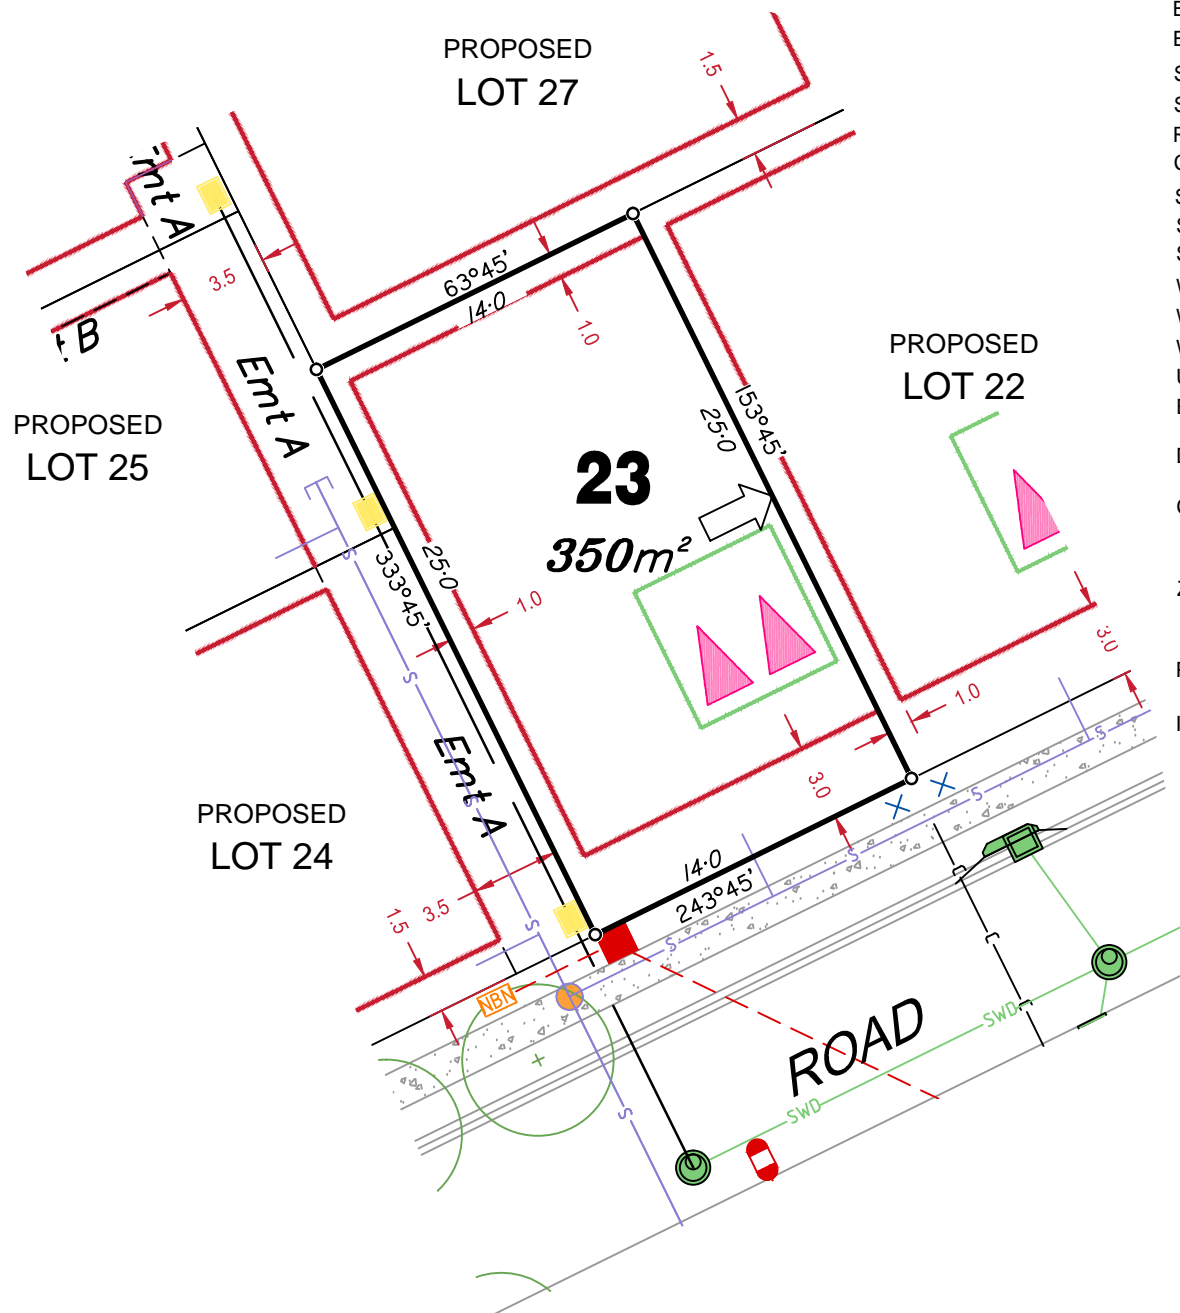 PROPOSED
LOT 27
1.5
Emt A
3.5
63°45'
14·0
1.0
B
Emt A
PROPOSED
LOT 25
PROPOSED
LOT 22
153°45'
25·0
23
350m²
333°45'
25·0
1.0
S
S
3.0
1.0
3.0
Emt A
S
PROPOSED
LOT 24
14·0
243°45'
1.5
3.5
S
S
S
S
S
NBN
ROAD
SWD
SWD
S